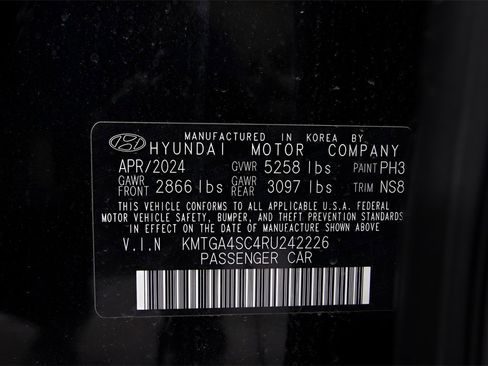 MANUFACTURED IN KOREA BY
HYUNDAI MOTOR COMPANY
APR/2024 GVWR 5258 lbs PAINT PH3
GAWR FRONT 2866 lbs GAWR REAR 3097 lbs TRIM NS8
THIS VEHICLE CONFORMS TO ALL APPLICABLE U.S.A. FEDERAL
MOTOR VEHICLE SAFETY, BUMPER, AND THEFT PREVENTION STANDARDS
IN EFFECT ON THE DATE OF MANUFACTURE SHOWN ABOVE
V.I.N KMTGA4SC4RU242226
PASSENGER CAR